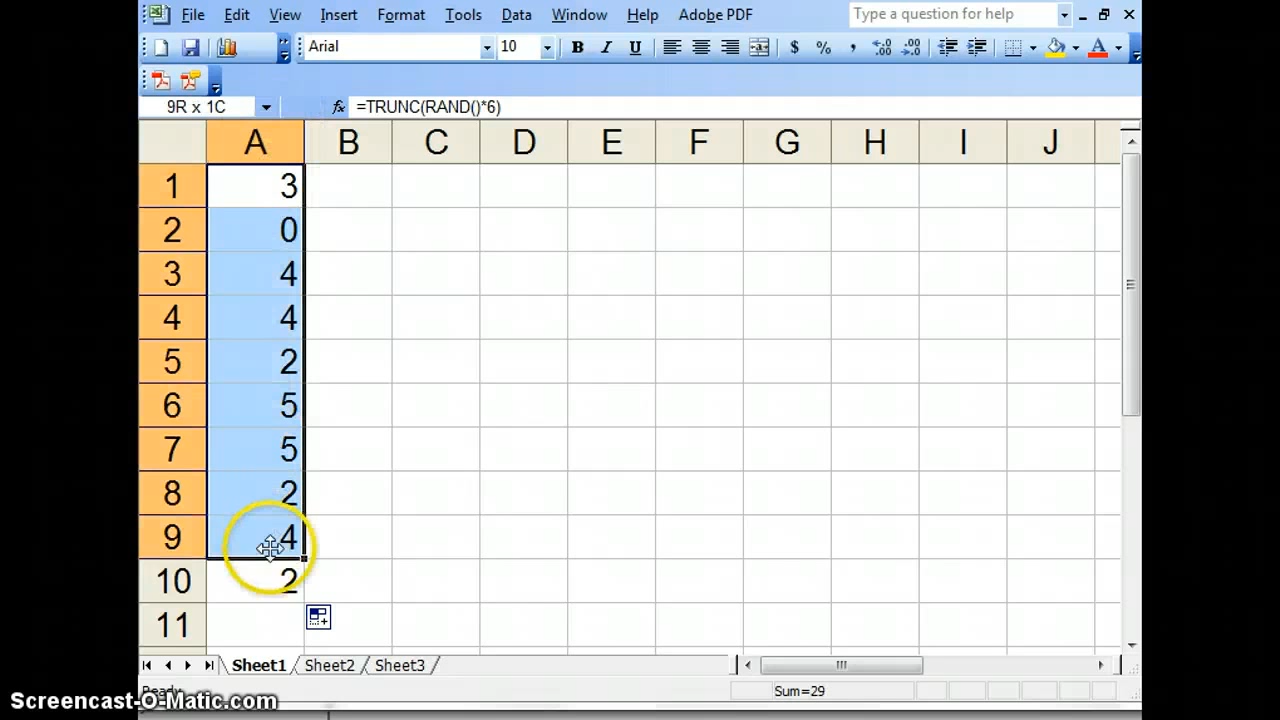 File Edit View Insert Format Tools Data Window Help Adobe PDF Type a question for help
Arial 10 B I U $ % ,
9R x 1C fx =TRUNC(RAND()*6)
A B C D E F G H I J
1 3
2 0
3 4
4 4
5 2
6 5
7 5
8 2
9 4
10 2
11
Sheet1 Sheet2 Sheet3
Ready Sum=29
Screencast-O-Matic.com